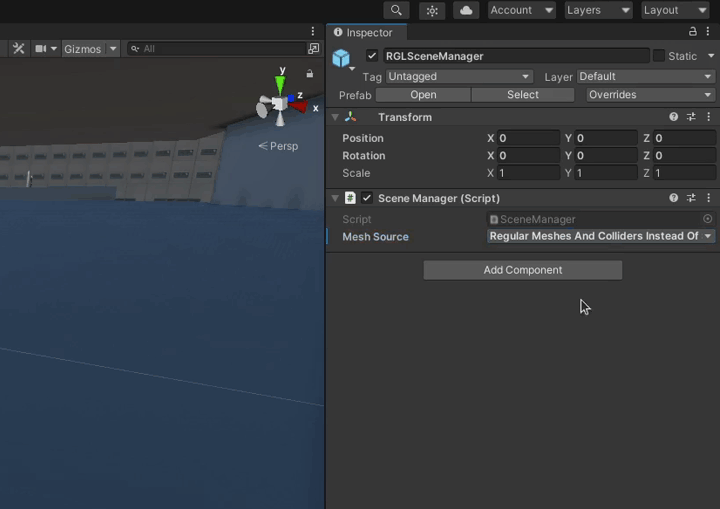 Account Layers Layout
Inspector
Gizmos All
RGLSceneManager Static
Tag Untagged Layer Default
Prefab Open Select Overrides
Transform
Position X 0 Y 0 Z 0
Rotation X 0 Y 0 Z 0
Scale X 1 Y 1 Z 1
Scene Manager (Script)
Script SceneManager
Mesh Source Regular Meshes And Colliders Instead Of
Add Component
y
z
x
Persp